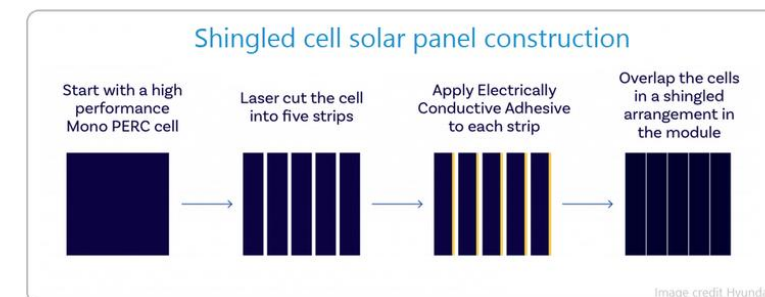 Shingled cell solar panel construction
Start with a high
performance
Mono PERC cell
Laser cut the cell
into five strips
Apply Electrically
Conductive Adhesive
to each strip
Overlap the cells
in a shingled
arrangement in
the module
Image credit Hyunda